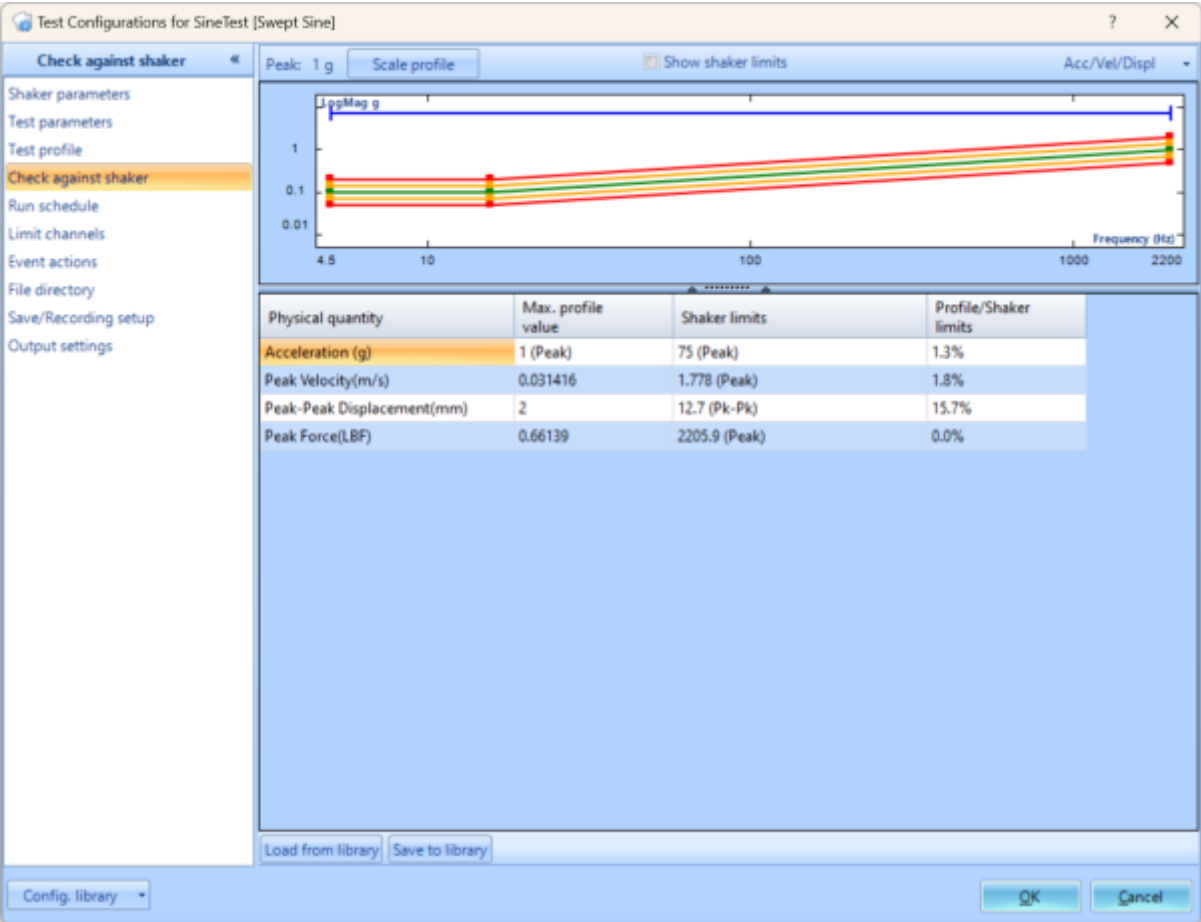 Test Configurations for SineTest [Swept Sine]
?
Check against shaker
«
Peak: 1 g
Scale profile
Show shaker limits
Acc/Vel/Displ
Shaker parameters
Test parameters
Test profile
Check against shaker
Run schedule
Limit channels
Event actions
File directory
Save/Recording setup
Output settings
LogMag g
1
0.1
0.01
Frequency (Hz)
4.5 10 100 1000 2200
Physical quantity Max. profile value Shaker limits Profile/Shaker limits
Acceleration (g) 1 (Peak) 75 (Peak) 1.3%
Peak Velocity(m/s) 0.031416 1.778 (Peak) 1.8%
Peak-Peak Displacement(mm) 2 12.7 (Pk-Pk) 15.7%
Peak Force(LBF) 0.66139 2205.9 (Peak) 0.0%
Load from library Save to library
Config. library
OK
Cancel